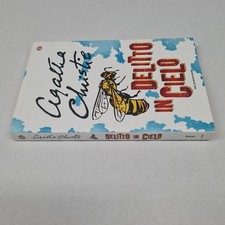 Agatha
Christie
DELITTO
IN CIELO
Agatha Christie
DELITTO IN CIELO